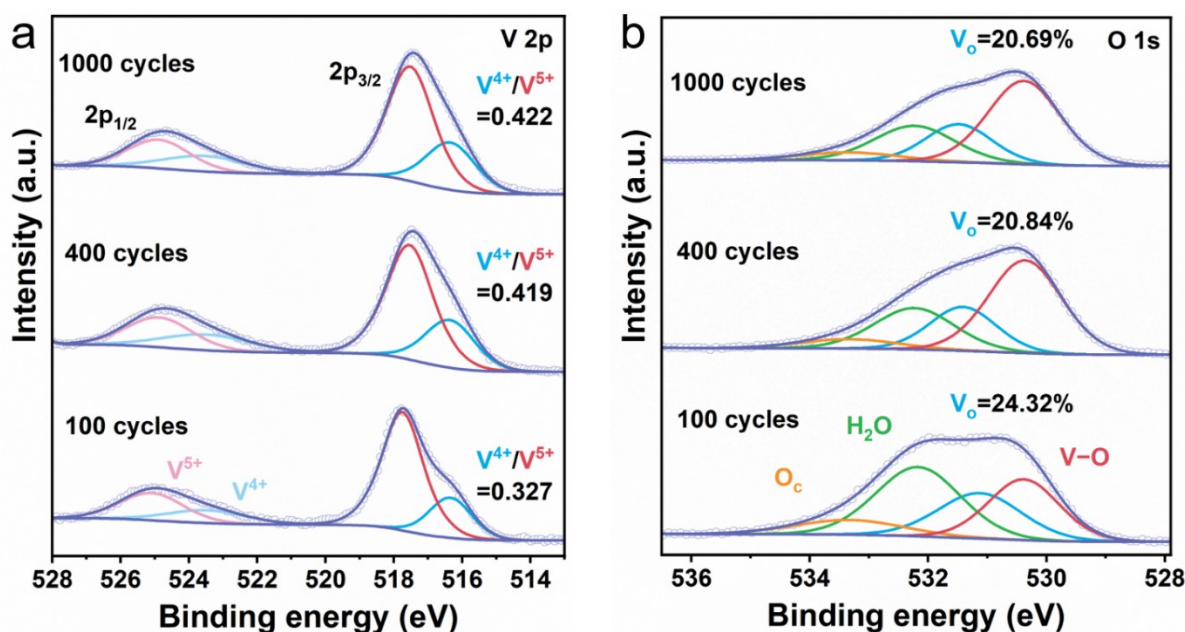 a
V 2p
1000 cycles
2p3/2
2p1/2
V⁴⁺/V⁵⁺
=0.422
400 cycles
V⁴⁺/V⁵⁺
=0.419
100 cycles
V⁵⁺
V⁴⁺
V⁴⁺/V⁵⁺
=0.327
Intensity (a.u.)
528 526 524 522 520 518 516 514
Binding energy (eV)
b
Vₒ=20.69%
O 1s
1000 cycles
Vₒ=20.84%
400 cycles
Vₒ=24.32%
100 cycles
H₂O
V−O
Oc
Intensity (a.u.)
536 534 532 530 528
Binding energy (eV)